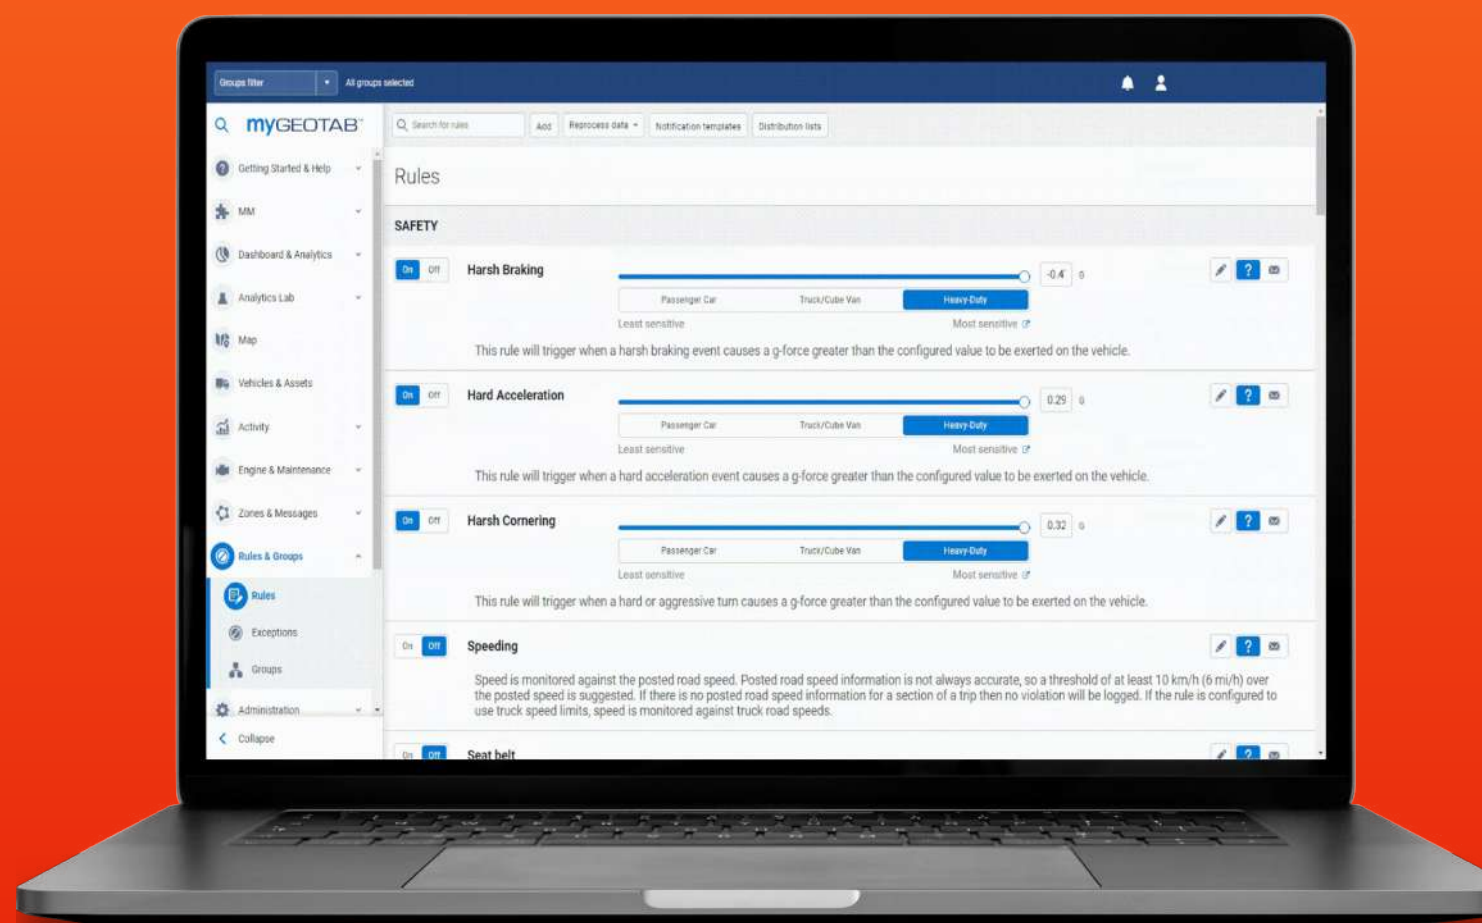 Groups filter
All groups selected
myGEOTAB
Search for rules
Add
Reprocess data
Notification templates
Distribution lists
Getting Started & Help
MM
Dashboard & Analytics
Analytics Lab
Map
Vehicles & Assets
Activity
Engine & Maintenance
Zones & Messages
Rules & Groups
Rules
Exceptions
Groups
Administration
Collapse
Rules
SAFETY
On Off
Harsh Braking
-0.4
G
Passenger Car Truck/Cube Van Heavy-Duty
Least sensitive Most sensitive
This rule will trigger when a harsh braking event causes a g-force greater than the configured value to be exerted on the vehicle.
On Off
Hard Acceleration
0.29
G
Passenger Car Truck/Cube Van Heavy-Duty
Least sensitive Most sensitive
This rule will trigger when a hard acceleration event causes a g-force greater than the configured value to be exerted on the vehicle.
On Off
Harsh Cornering
0.32
G
Passenger Car Truck/Cube Van Heavy-Duty
Least sensitive Most sensitive
This rule will trigger when a hard or aggressive turn causes a g-force greater than the configured value to be exerted on the vehicle.
On Off
Speeding
Speed is monitored against the posted road speed. Posted road speed information is not always accurate, so a threshold of at least 10 km/h (6 mi/h) over
the posted speed is suggested. If there is no posted road speed information for a section of a trip then no violation will be logged. If the rule is configured to
use truck speed limits, speed is monitored against truck road speeds.
On Off
Seat belt